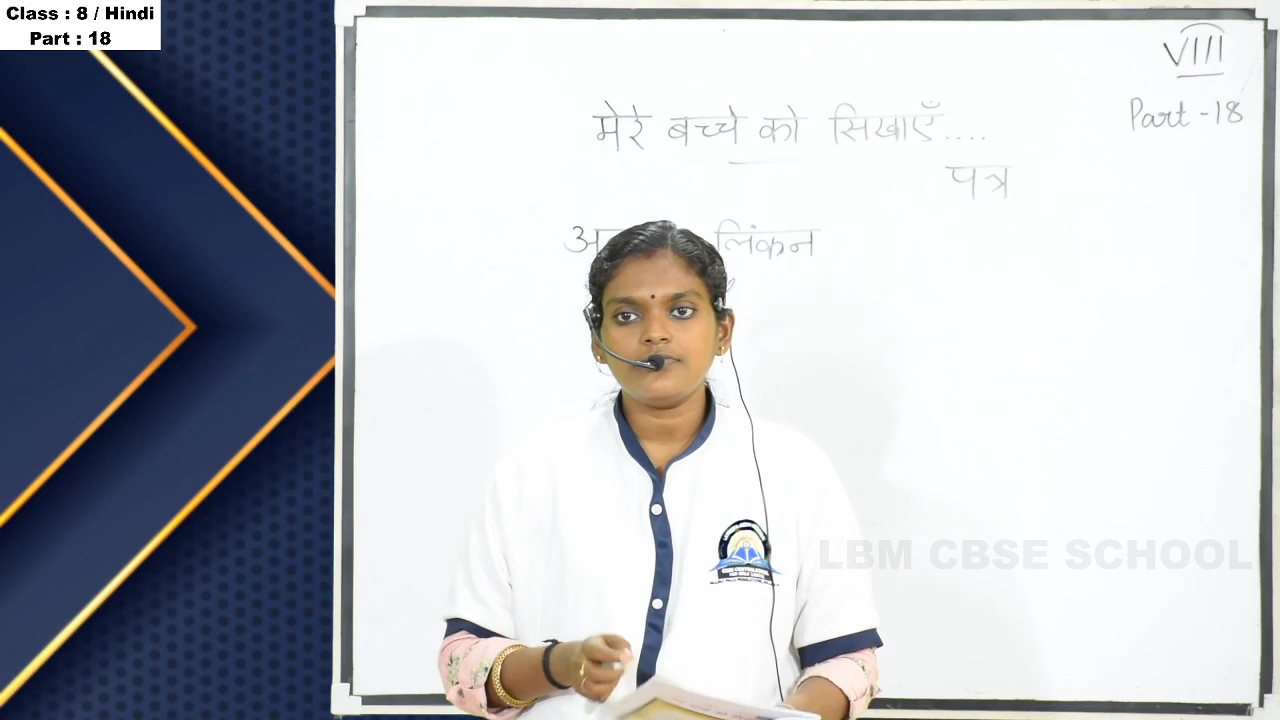 Class : 8 / Hindi
Part : 18
VIII
Part -18
मेरे बच्चे को सिखाएँ....
पत्र
लिंकन
LBM CBSE SCHOOL